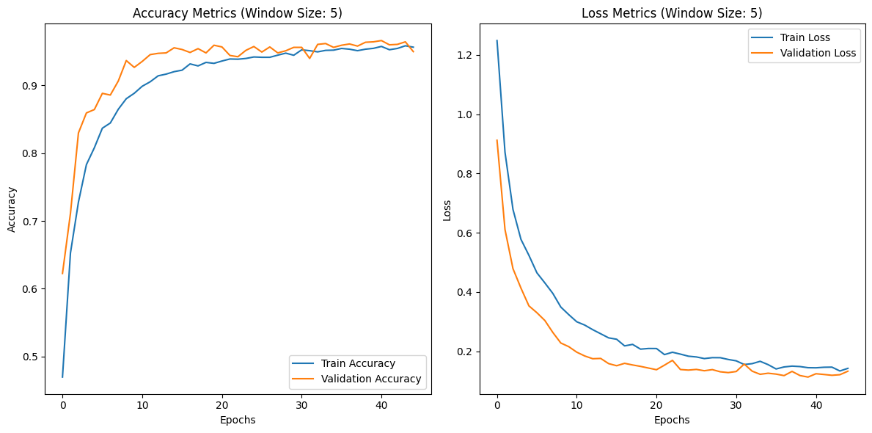 Accuracy Metrics (Window Size: 5)
Accuracy
0.9
0.8
0.7
0.6
0.5
0
10
20
30
40
Epochs
Train Accuracy
Validation Accuracy
Loss Metrics (Window Size: 5)
Loss
1.2
1.0
0.8
0.6
0.4
0.2
0
10
20
30
40
Epochs
Train Loss
Validation Loss